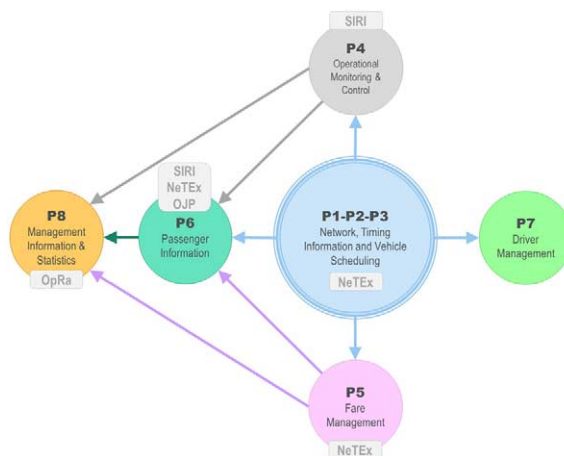 SIRI
P4
Operational
Monitoring &
Control
SIRI
NeTEx
OJP
P6
Passenger
Information
P8
Management
Information &
Statistics
OpRa
P1-P2-P3
Network, Timing
Information and Vehicle
Scheduling
NeTEx
P7
Driver
Management
P5
Fare
Management
NeTEx